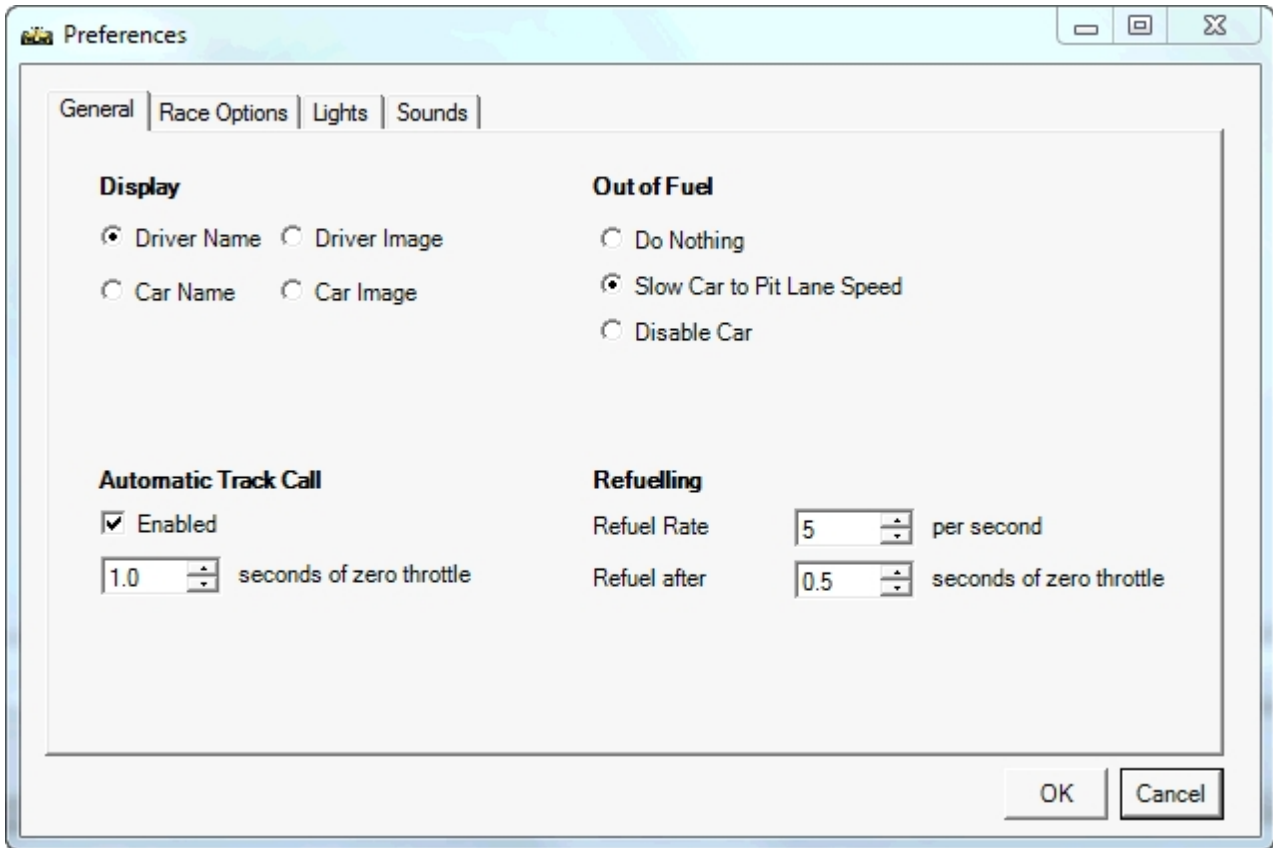 Preferences
General Race Options Lights Sounds
Display
Driver Name Driver Image
Car Name Car Image
Out of Fuel
Do Nothing
Slow Car to Pit Lane Speed
Disable Car
Automatic Track Call
Enabled
1.0 seconds of zero throttle
Refuelling
Refuel Rate 5 per second
Refuel after 0.5 seconds of zero throttle
OK Cancel